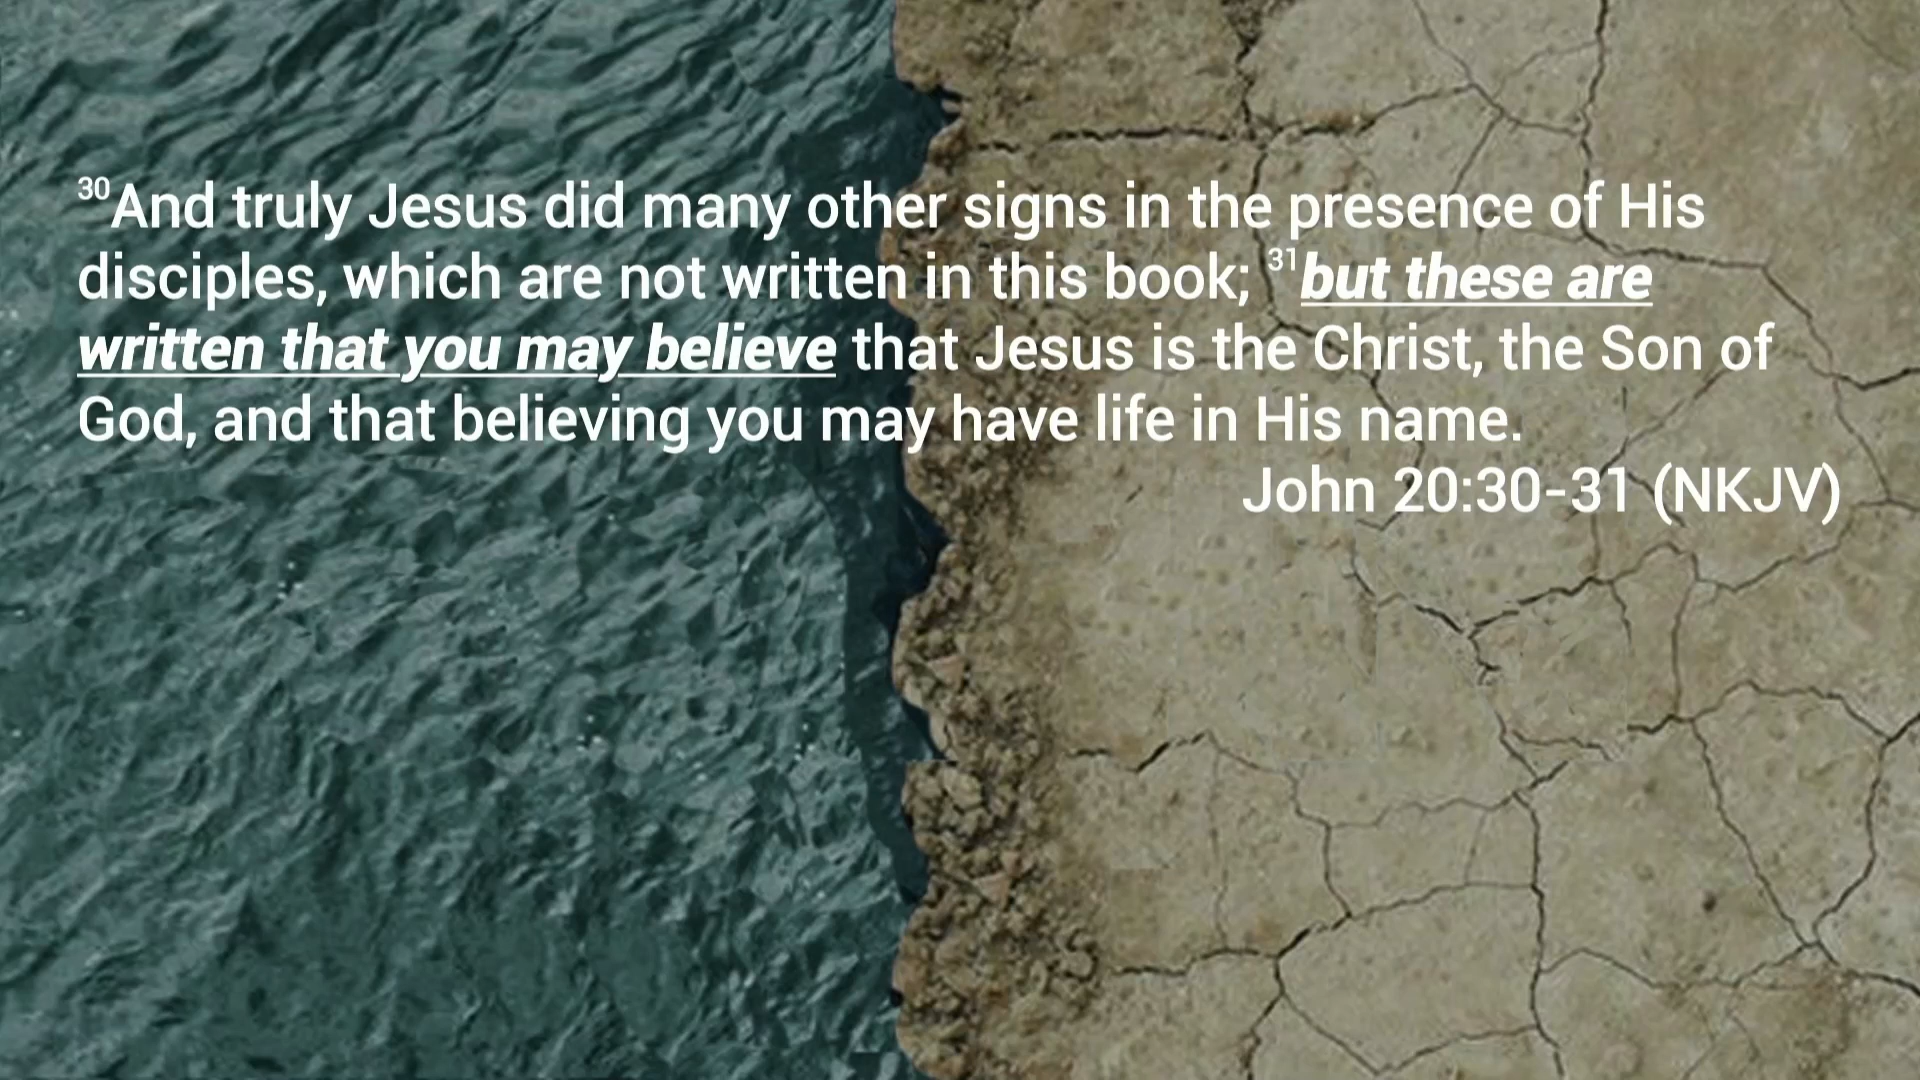 ³⁰And truly Jesus did many other signs in the presence of His
disciples, which are not written in this book; ³¹but these are
written that you may believe that Jesus is the Christ, the Son of
God, and that believing you may have life in His name.
John 20:30-31 (NKJV)